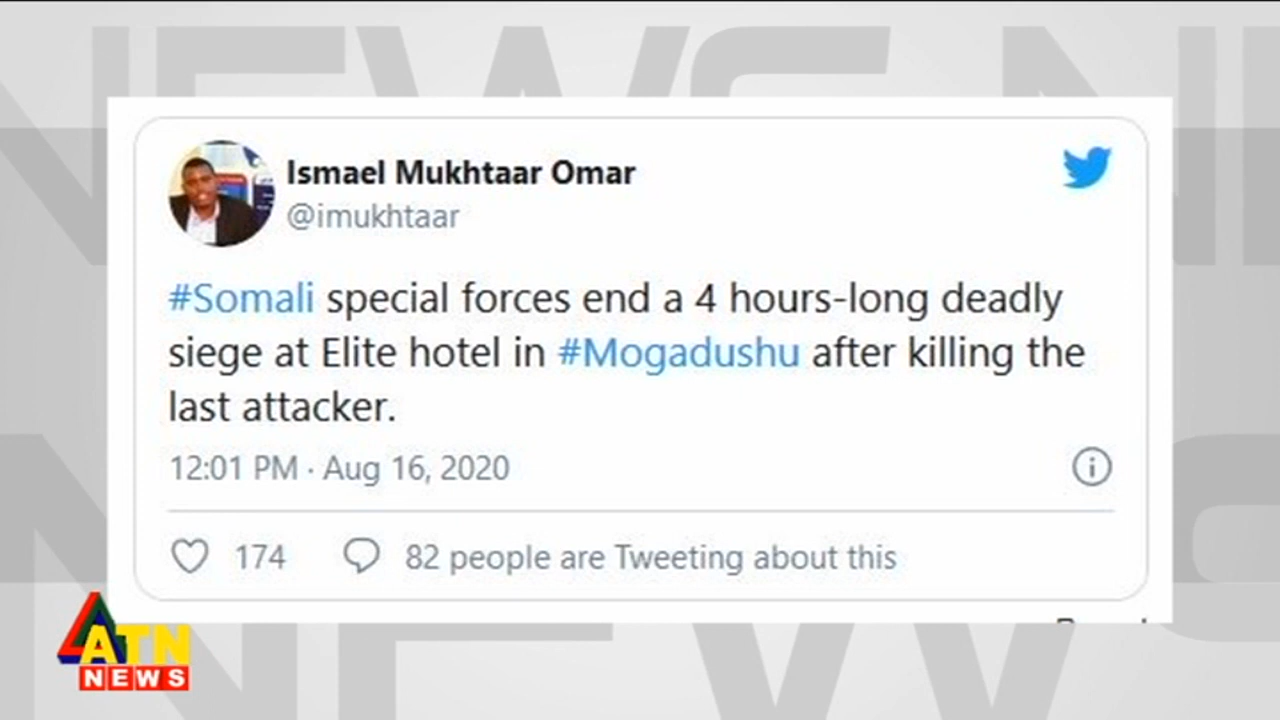 Ismael Mukhtaar Omar
@imukhtaar
#Somali special forces end a 4 hours-long deadly
siege at Elite hotel in #Mogadushu after killing the
last attacker.
12:01 PM · Aug 16, 2020
174 82 people are Tweeting about this
ATN
NEWS